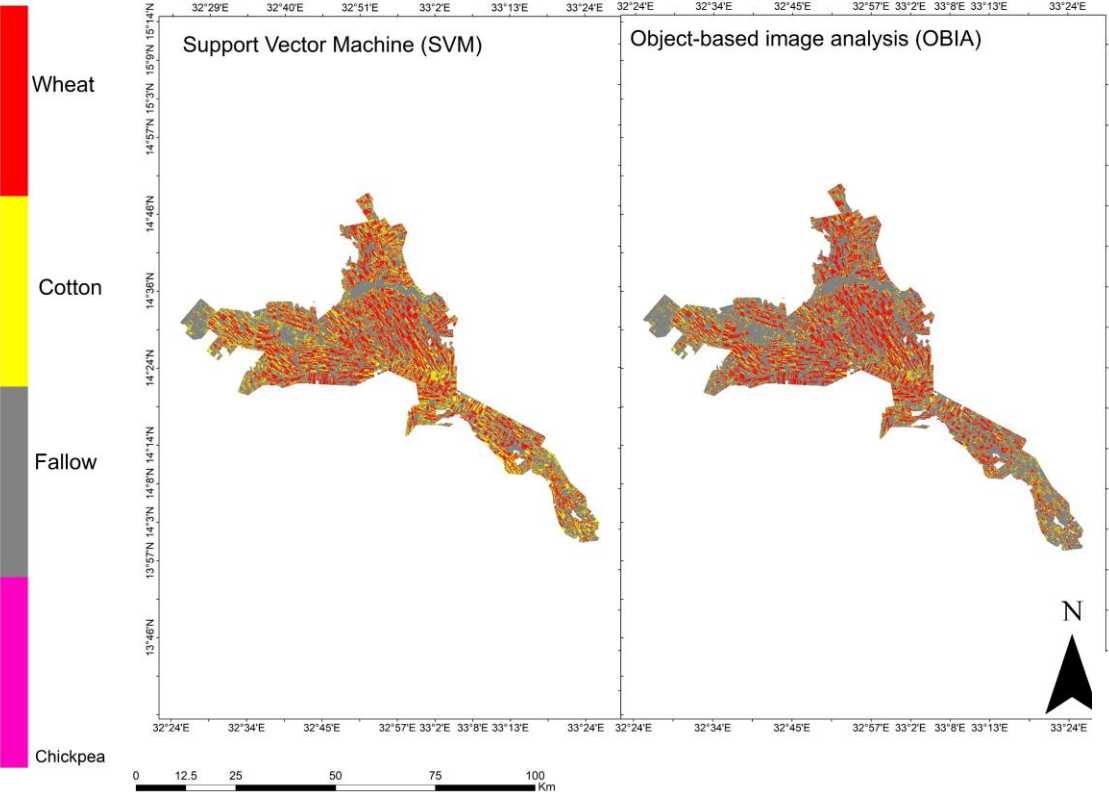 32°29'E 32°40'E 32°51'E 33°2'E 33°13'E 33°24'E 32°24'E 32°34'E 32°45'E 32°57'E 33°2'E 33°8'E 33°13'E 33°24'E
Support Vector Machine (SVM)
Object-based image analysis (OBIA)
Wheat
Cotton
Fallow
Chickpea
15°14'N
15°9'N
15°3'N
14°57'N
14°46'N
14°36'N
14°24'N
14°14'N
14°8'N
14°3'N
13°57'N
13°46'N
N
32°24'E 32°34'E 32°45'E 32°57'E 33°2'E 33°8'E 33°13'E 33°24'E 32°24'E 32°34'E 32°45'E 32°57'E 33°2'E 33°8'E 33°13'E 33°24'E
0 12.5 25 50 75 100
Km